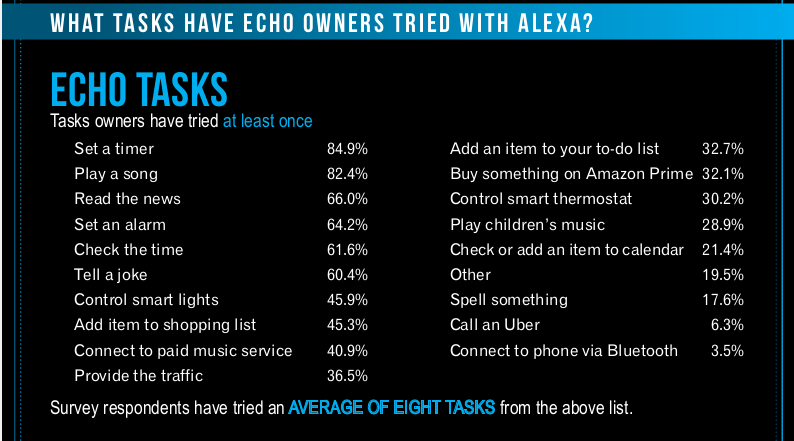 WHAT TASKS HAVE ECHO OWNERS TRIED WITH ALEXA?
ECHO TASKS
Tasks owners have tried at least once
Set a timer 84.9%
Play a song 82.4%
Read the news 66.0%
Set an alarm 64.2%
Check the time 61.6%
Tell a joke 60.4%
Control smart lights 45.9%
Add item to shopping list 45.3%
Connect to paid music service 40.9%
Provide the traffic 36.5%
Add an item to your to-do list 32.7%
Buy something on Amazon Prime 32.1%
Control smart thermostat 30.2%
Play children's music 28.9%
Check or add an item to calendar 21.4%
Other 19.5%
Spell something 17.6%
Call an Uber 6.3%
Connect to phone via Bluetooth 3.5%
Survey respondents have tried an AVERAGE OF EIGHT TASKS from the above list.